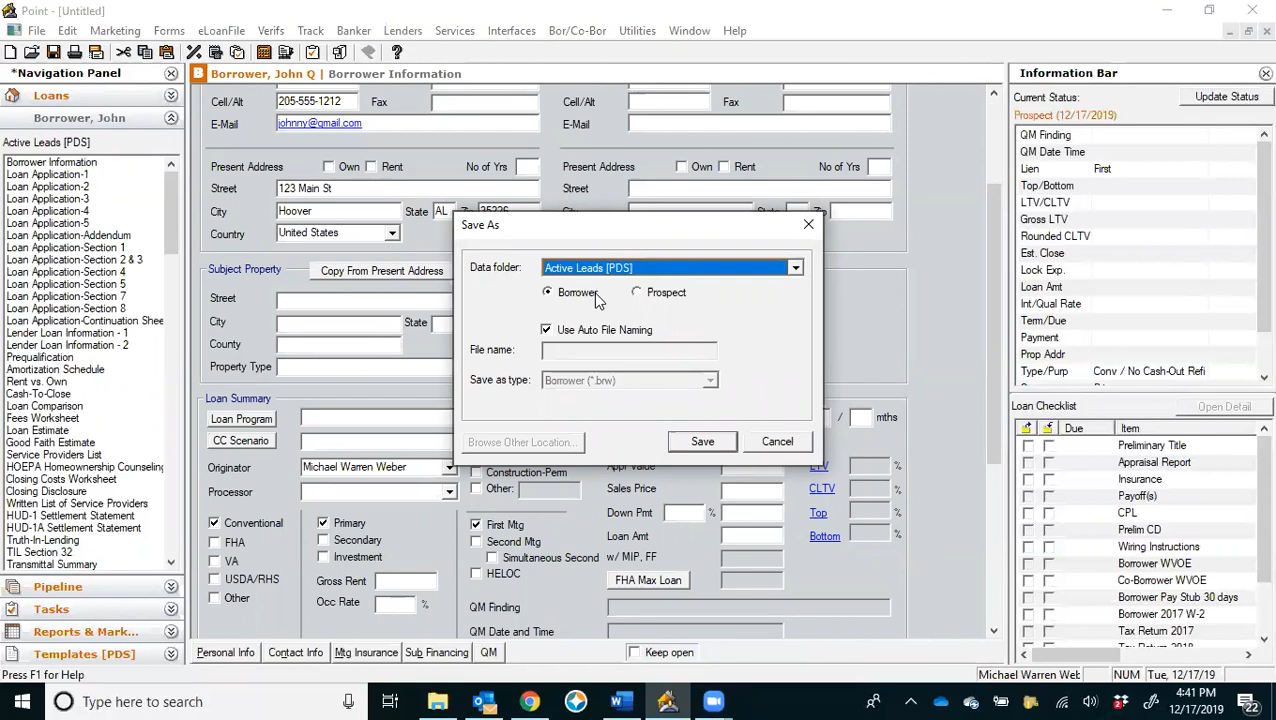 Point - [Untitled]
File Edit Marketing Forms eLoanFile Verifs Track Banker Lenders Services Interfaces Bor/Co-Bor Utilities Window Help
*Navigation Panel
Loans
Borrower, John
Active Leads [PDS]
Borrower Information
Loan Application-1
Loan Application-2
Loan Application-3
Loan Application-4
Loan Application-5
Loan Application-Addendum
Loan Application-Section 1
Loan Application-Section 2 & 3
Loan Application-Section 4
Loan Application-Section 5
Loan Application-Section 7
Loan Application-Section 8
Loan Application-Continuation Shee
Lender Loan Information - 1
Lender Loan Information - 2
Prequalification
Amortization Schedule
Rent vs. Own
Cash-To-Close
Loan Comparison
Fees Worksheet
Loan Estimate
Good Faith Estimate
Service Providers List
HOEPA Homeownership Counseling
Closing Costs Worksheet
Closing Disclosure
Written List of Service Providers
HUD-1 Settlement Statement
HUD-1A Settlement Statement
Truth-In-Lending
TIL Section 32
Transmittal Summary
Pipeline
Tasks
Reports & Mark...
Templates [PDS]
Press F1 for Help
B Borrower, John Q | Borrower Information
Cell/Alt 205-555-1212 Fax Cell/Alt Fax
E-Mail johnny@gmail.com E-Mail
Present Address Own Rent No of Yrs Present Address Own Rent No of Yrs
Street 123 Main St Street
City Hoover State AL City
Country United States Country
Subject Property Copy From Present Address
Street
City State
County
Property Type
Loan Summary
Loan Program / mths
CC Scenario
Originator Michael Warren Weber
Processor
Conventional
FHA
VA
USDA/RHS
Other
Primary
Secondary
Investment
Gross Rent
Occ Rate %
Construction-Perm
Other:
First Mtg
Second Mtg
Simultaneous Second
HELOC
QM Finding
QM Date and Time
Sales Price
Down Pmt %
Loan Amt
w/ MIP, FF
FHA Max Loan
LTV %
CLTV %
Top %
Bottom %
Personal Info Contact Info Mtg Insurance Sub Financing QM Keep open
Save As
Data folder: Active Leads [PDS]
Borrower Prospect
Use Auto File Naming
File name:
Save as type: Borrower (*.brw)
Browse Other Location... Save Cancel
Information Bar
Current Status: Update Status
Prospect (12/17/2019)
QM Finding
QM Date Time
Lien First
Top/Bottom
LTV/CLTV
Gross LTV
Rounded CLTV
Est. Close
Lock Exp.
Loan Amt
Int/Qual Rate
Term/Due
Payment
Prop Addr
Type/Purp Conv / No Cash-Out Refi
Loan Checklist Open Detail
Due Item
Preliminary Title
Appraisal Report
Insurance
Payoff(s)
CPL
Prelim CD
Wiring Instructions
Borrower WVOE
Co-Borrower WVOE
Borrower Pay Stub 30 days
Borrower 2017 W-2
Tax Return 2017
Tax Return 2018
Michael Warren Web NUM Tue, 12/17/19
Type here to search
4:41 PM
12/17/2019
22